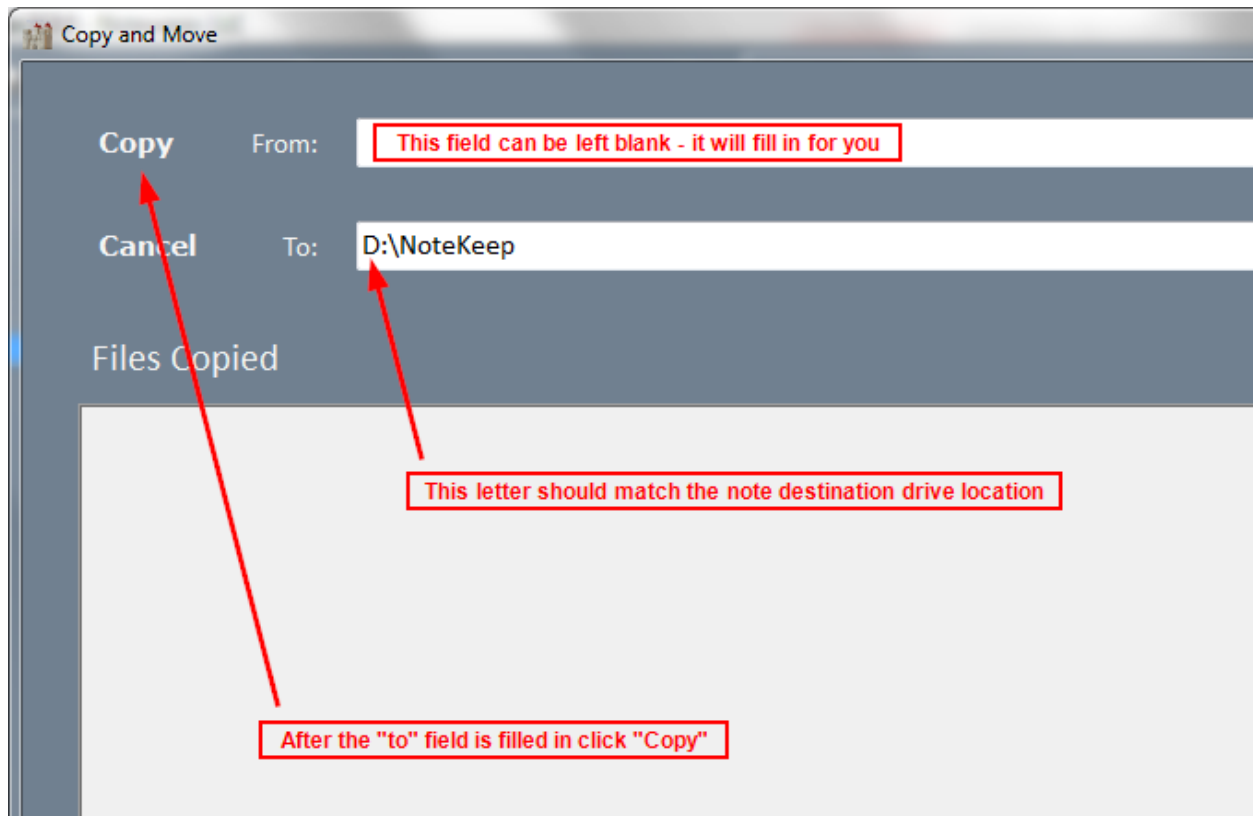 Copy and Move
Copy From: This field can be left blank - it will fill in for you
Cancel To: D:\NoteKeep
Files Copied
This letter should match the note destination drive location
After the "to" field is filled in click "Copy"